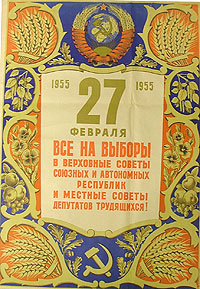 1955 1955
27
ФЕВРАЛЯ
ВСЕ НА ВЫБОРЫ
В ВЕРХОВНЫЕ СОВЕТЫ
СОЮЗНЫХ И АВТОНОМНЫХ
РЕСПУБЛИК
И МЕСТНЫЕ СОВЕТЫ
ДЕПУТАТОВ ТРУДЯЩИХСЯ!